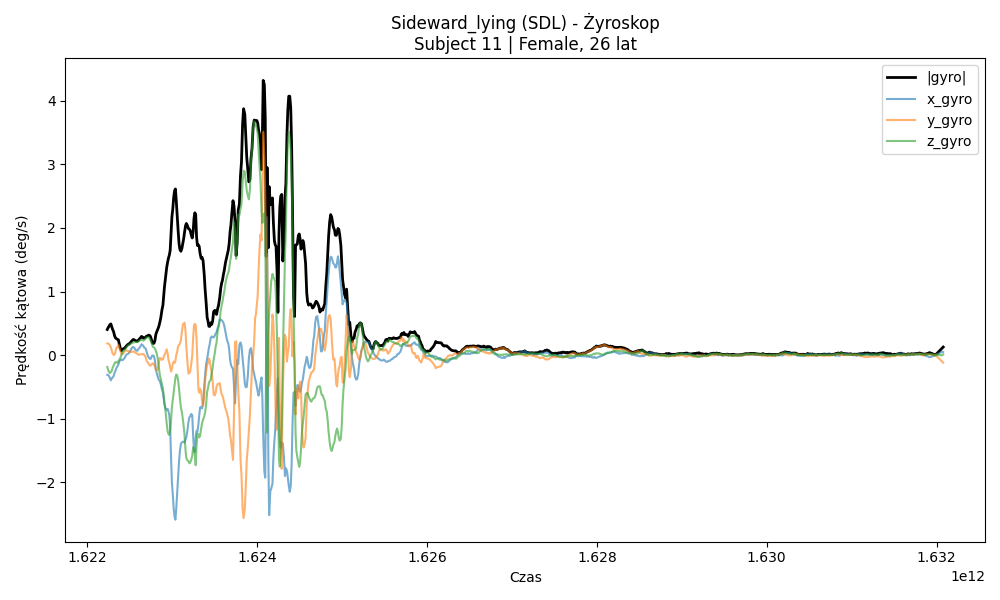 Sideward_lying (SDL) - Żyroskop
Subject 11 | Female, 26 lat
|gyro|
x_gyro
y_gyro
z_gyro
Prędkość kątowa (deg/s)
4
3
2
1
0
−1
−2
1.622
1.624
1.626
1.628
1.630
1.632
1e12
Czas